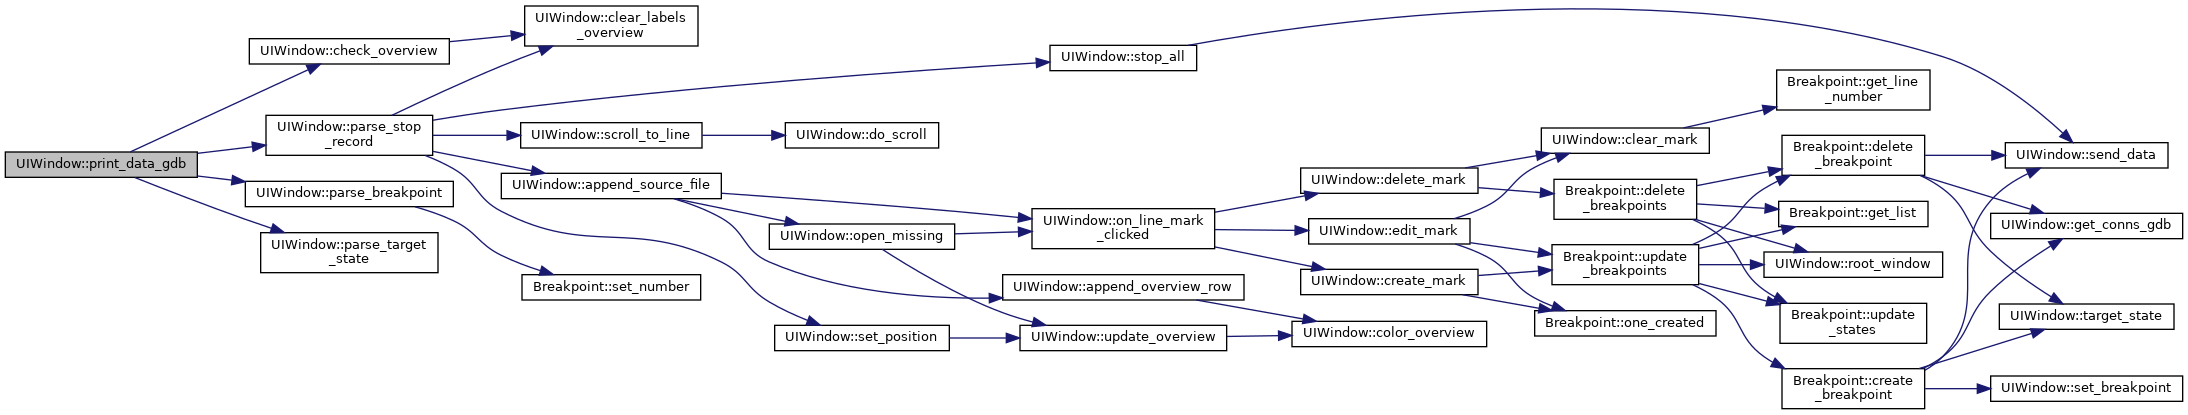 UIWindow::print_data_gdb
UIWindow::check_overview
UIWindow::parse_stop
_record
UIWindow::parse_breakpoint
UIWindow::parse_target
_state
UIWindow::clear_labels
_overview
UIWindow::scroll_to_line
UIWindow::append_source_file
Breakpoint::set_number
UIWindow::do_scroll
UIWindow::open_missing
UIWindow::set_position
UIWindow::stop_all
UIWindow::on_line_mark
_clicked
UIWindow::append_overview_row
UIWindow::update_overview
UIWindow::delete_mark
UIWindow::edit_mark
UIWindow::create_mark
UIWindow::color_overview
UIWindow::clear_mark
Breakpoint::delete
_breakpoints
Breakpoint::update
_breakpoints
Breakpoint::one_created
Breakpoint::get_line
_number
Breakpoint::delete
_breakpoint
Breakpoint::get_list
UIWindow::root_window
Breakpoint::update
_states
Breakpoint::create
_breakpoint
UIWindow::send_data
UIWindow::get_conns_gdb
UIWindow::target_state
UIWindow::set_breakpoint